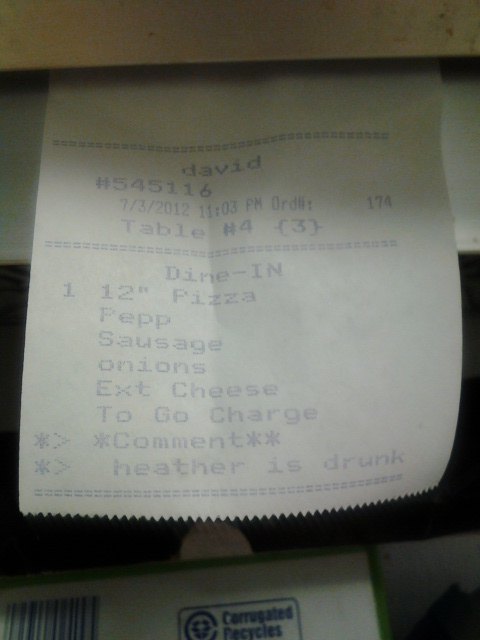 ================================
david
#545116
7/3/2012 11:03 PM Ord#: 174
Table #4 {3}
================================
Dine-IN
1 12" Pizza
Pepp
Sausage
onions
Ext Cheese
To Go Charge
*> *Comment**
*> heather is drunk
================================
Corrugated
Recycles